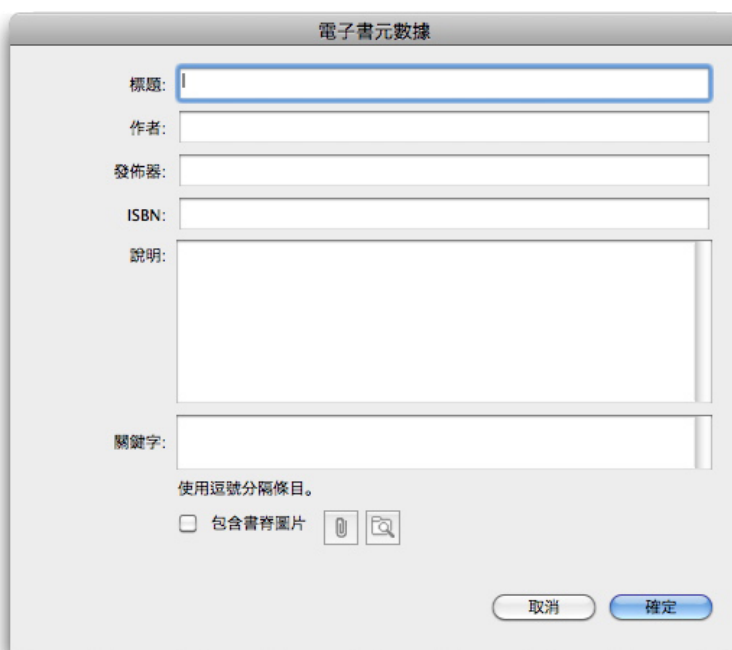 電子書元數據
標題:
作者:
發佈器:
ISBN:
說明:
關鍵字:
使用逗號分隔條目。
包含書脊圖片
取消 確定